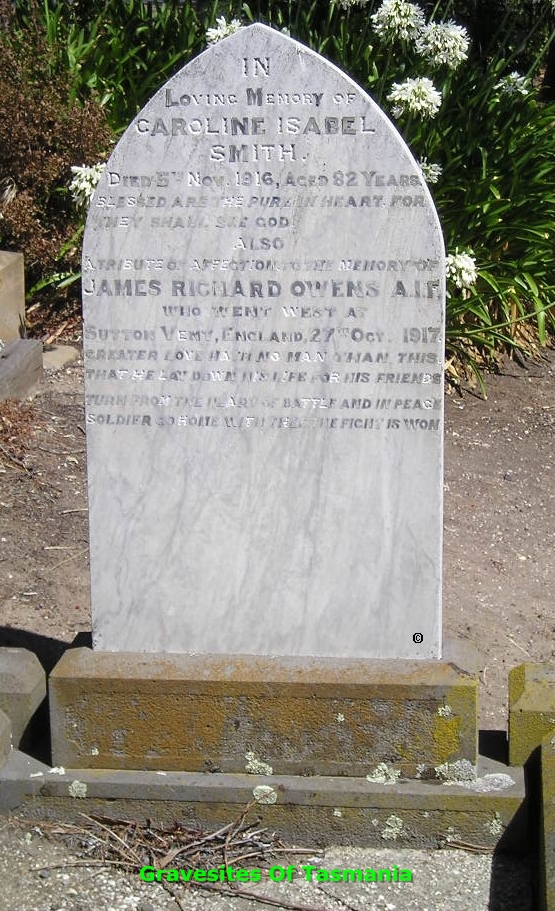 IN
LOVING MEMORY OF
CAROLINE ISABEL
SMITH.
DIED 5TH NOV. 1916, AGED 82 YEARS.
BLESSED ARE THE PURE IN HEART, FOR
THEY SHALL SEE GOD.
ALSO
A TRIBUTE OF AFFECTION TO THE MEMORY OF
JAMES RICHARD OWENS A.I.F.
WHO WENT WEST AT
SUTTON VENY, ENGLAND, 27TH OCT. 1917.
GREATER LOVE HATH NO MAN THAN THIS,
THAT HE LAY DOWN HIS LIFE FOR HIS FRIENDS
TURN FROM THE HEART OF BATTLE AND IN PEACE
SOLDIER GO HOME WITH THEE THE FIGHT IS WON
©
Gravesites Of Tasmania